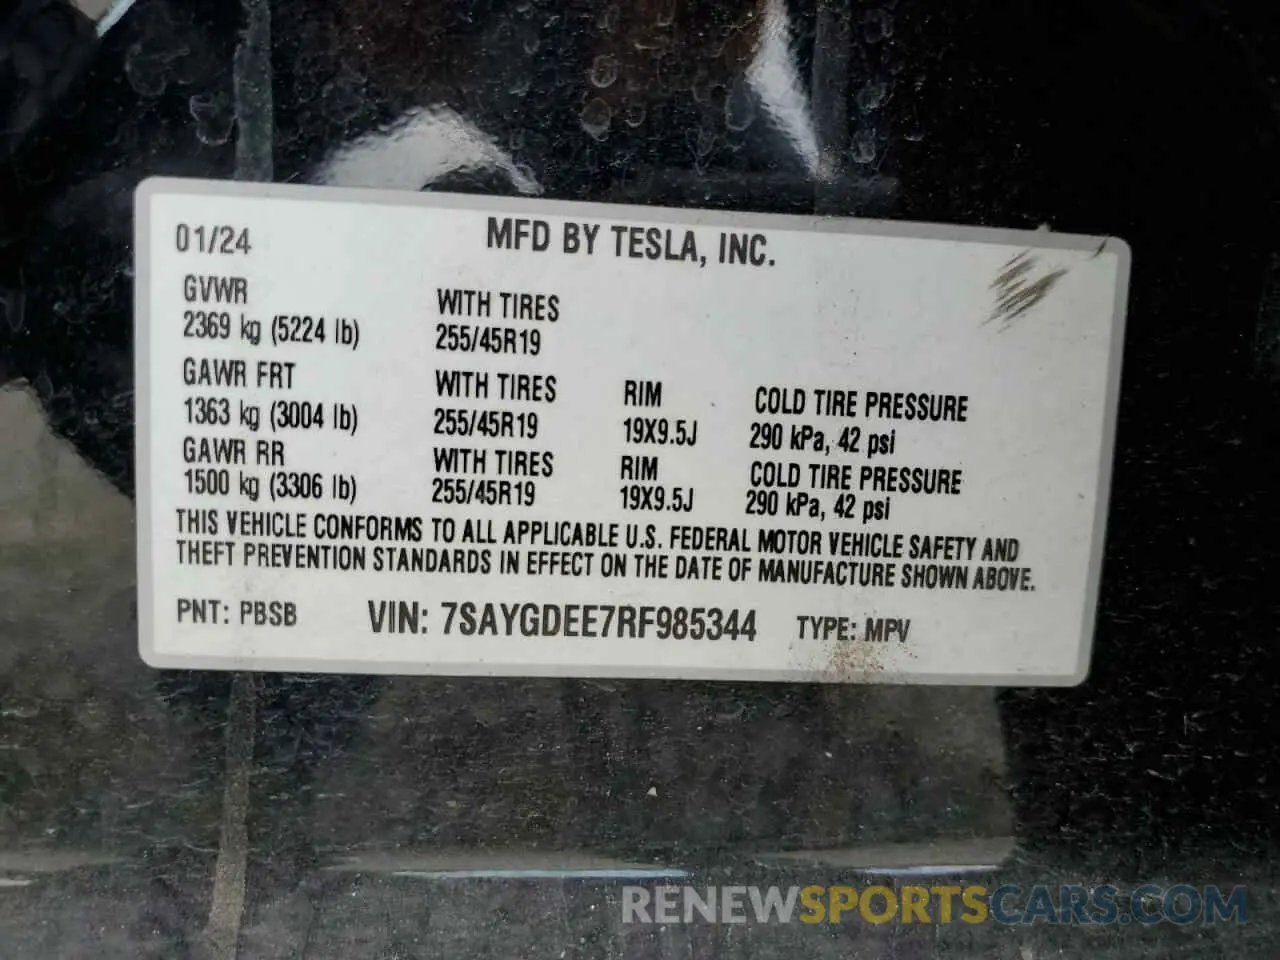 01/24 MFD BY TESLA, INC.
GVWR WITH TIRES
2369 kg (5224 lb) 255/45R19
GAWR FRT WITH TIRES RIM COLD TIRE PRESSURE
1363 kg (3004 lb) 255/45R19 19X9.5J 290 kPa, 42 psi
GAWR RR WITH TIRES RIM COLD TIRE PRESSURE
1500 kg (3306 lb) 255/45R19 19X9.5J 290 kPa, 42 psi
THIS VEHICLE CONFORMS TO ALL APPLICABLE U.S. FEDERAL MOTOR VEHICLE SAFETY AND
THEFT PREVENTION STANDARDS IN EFFECT ON THE DATE OF MANUFACTURE SHOWN ABOVE.
PNT: PBSB VIN: 7SAYGDEE7RF985344 TYPE: MPV
RENEWSPORTSCARS.COM